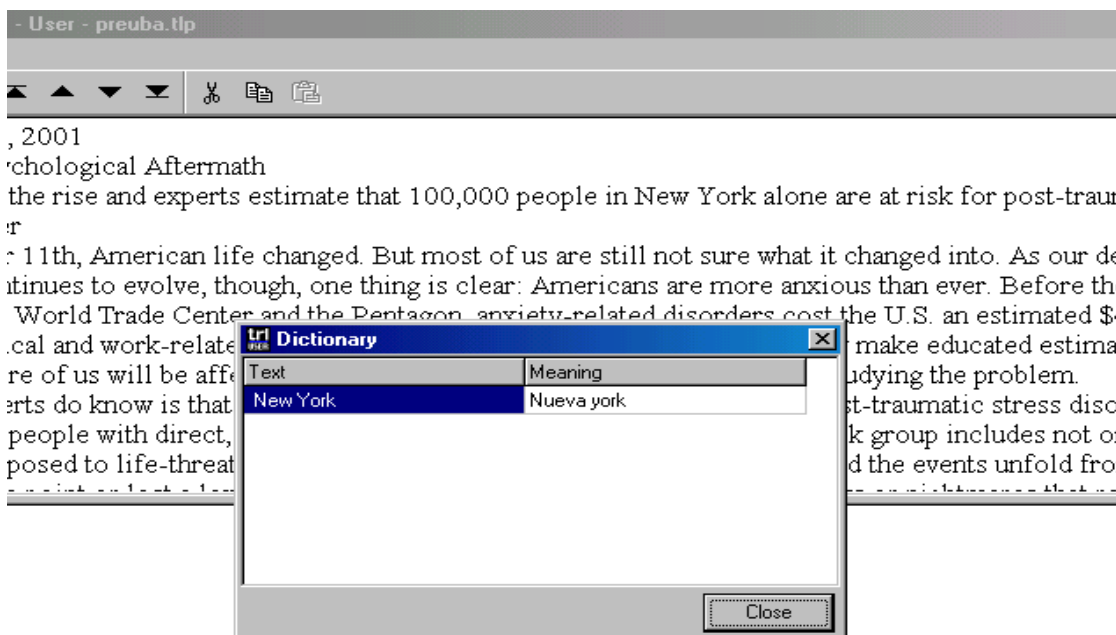 - User - preuba.tlp
, 2001
chological Aftermath
the rise and experts estimate that 100,000 people in New York alone are at risk for post-traur
er
r 11th, American life changed. But most of us are still not sure what it changed into. As our de
ntinues to evolve, though, one thing is clear: Americans are more anxious than ever. Before th
World Trade Center and the Pentagon, anxiety-related disorders cost the U.S. an estimated $
trl USER Dictionary
cal and work-relate make educated estima
Text Meaning
re of us will be affe udying the problem.
New York Nueva york
erts do know is that st-traumatic stress disc
people with direct, k group includes not o
posed to life-threat d the events unfold fro
Close